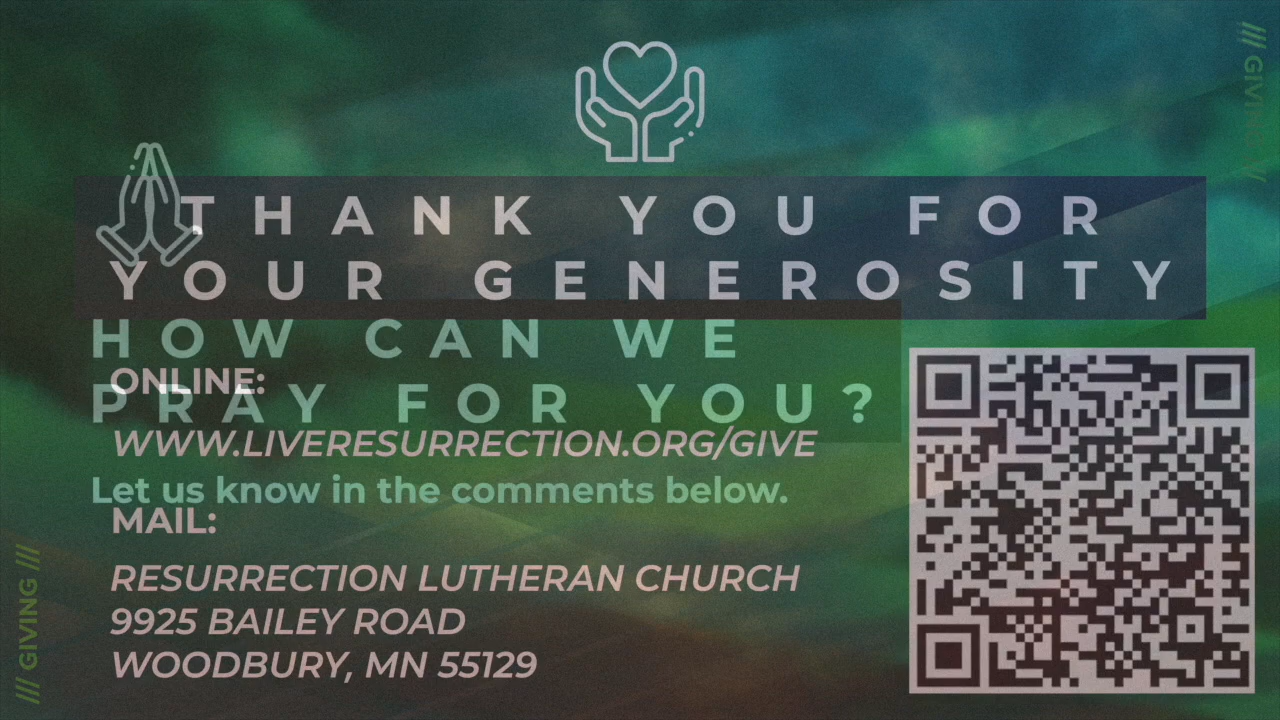 THANK YOU FOR
YOUR GENEROSITY
HOW CAN WE
PRAY FOR YOU?
ONLINE:
WWW.LIVERESURRECTION.ORG/GIVE
Let us know in the comments below.
MAIL:
RESURRECTION LUTHERAN CHURCH
9925 BAILEY ROAD
WOODBURY, MN 55129
/// GIVING ///
/// GIVING ///